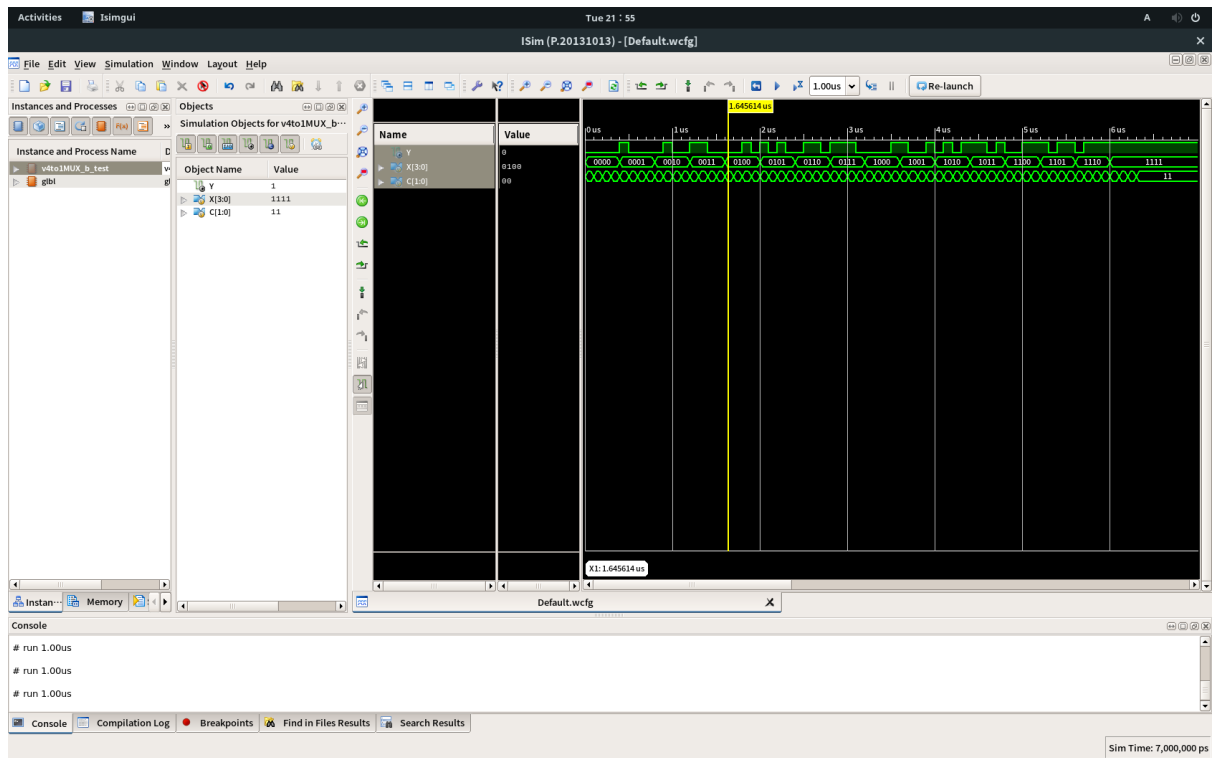 Activities Isimgui Tue 21 : 55 A
ISim (P.20131013) - [Default.wcfg]
File Edit View Simulation Window Layout Help
1.00us Re-launch
Instances and Processes
Instance and Process Name D
v4to1MUX_b_test v
glbl gl
Instan··· Memory
Objects
Simulation Objects for v4to1MUX_b···
Object Name Value
Y 1
X[3:0] 1111
C[1:0] 11
Name Value
Y 0
X[3:0] 0100
C[1:0] 00
1.645614 us
0 us 1 us 2 us 3 us 4 us 5 us 6 us
0000 0001 0010 0011 0100 0101 0110 0111 1000 1001 1010 1011 1100 1101 1110 1111
11
X1: 1.645614 us
Default.wcfg
Console
# run 1.00us
# run 1.00us
# run 1.00us
Console Compilation Log Breakpoints Find in Files Results Search Results
Sim Time: 7,000,000 ps